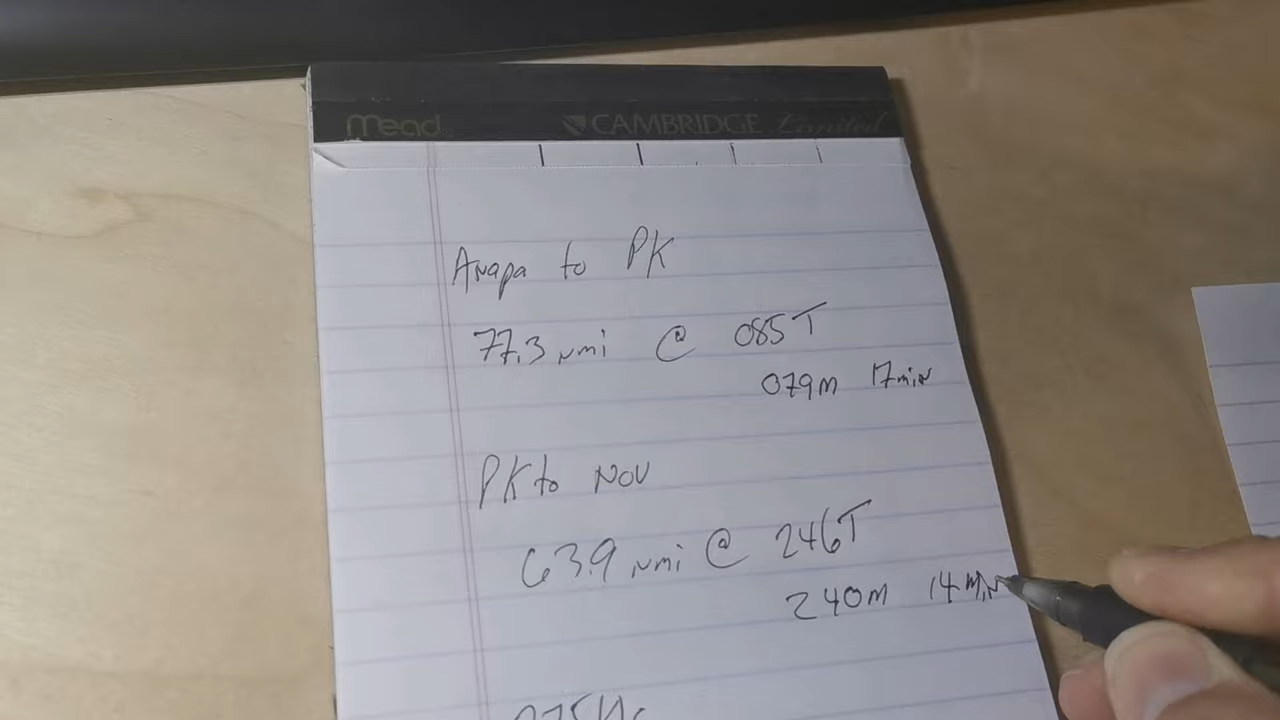 Mead CAMBRIDGE Limited
Anapa to PK
77.3 nmi @ 085T
079M 17min
PK to NOV
63.9 nmi @ 246T
240M 14min